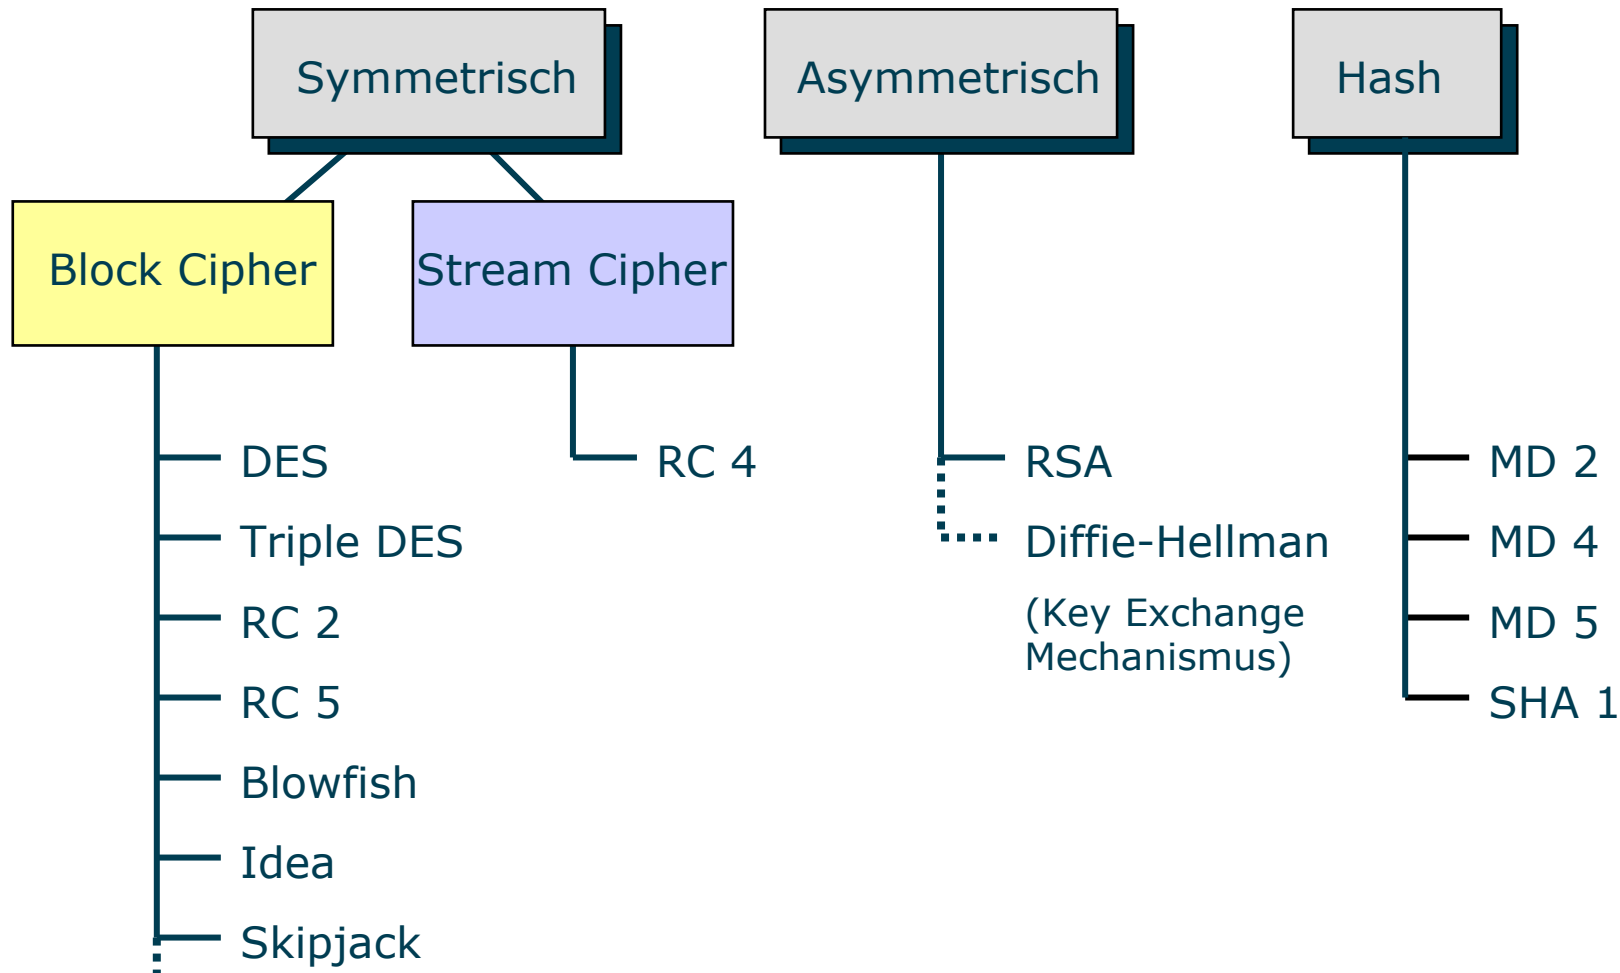 Symmetrisch
Asymmetrisch
Hash
Block Cipher
Stream Cipher
DES
RC 4
RSA
MD 2
Triple DES
Diffie-Hellman
MD 4
RC 2
(Key Exchange
Mechanismus)
MD 5
RC 5
SHA 1
Blowfish
Idea
Skipjack